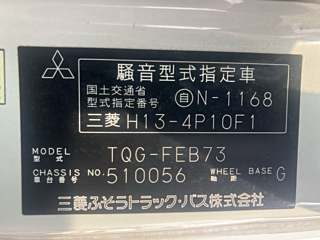 騒音型式指定車
国土交通省
型式指定番号 自N-1168
三菱 H13-4P10F1
MODEL
型式 TQG-FEB73
CHASSIS NO.
車台番号 510056 WHEEL BASE
軸距 G
三菱ふそうトラック・バス株式会社